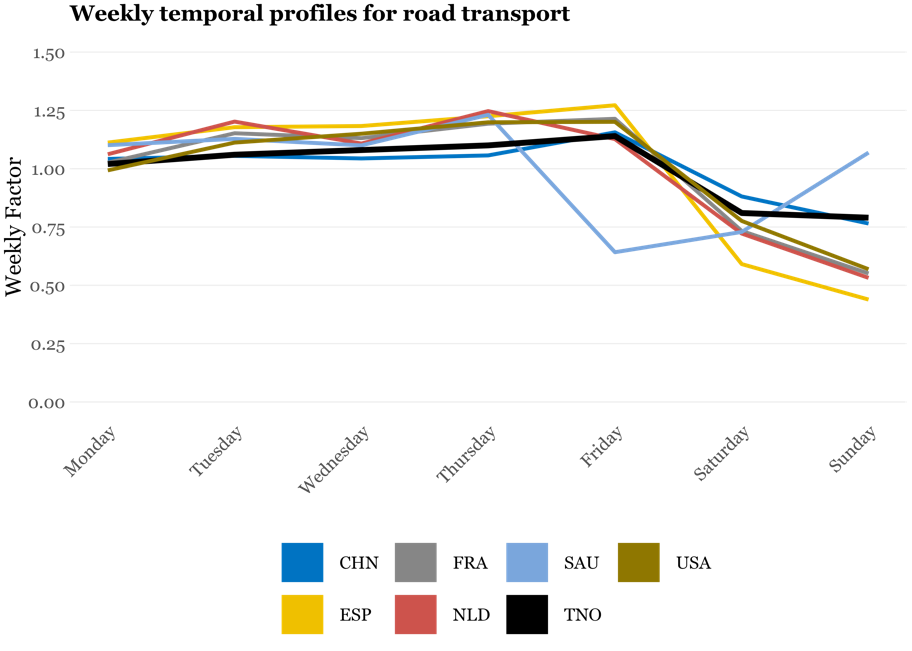 Weekly temporal profiles for road transport
Weekly Factor
1.50
1.25
1.00
0.75
0.50
0.25
0.00
Monday
Tuesday
Wednesday
Thursday
Friday
Saturday
Sunday
CHN FRA SAU USA
ESP NLD TNO